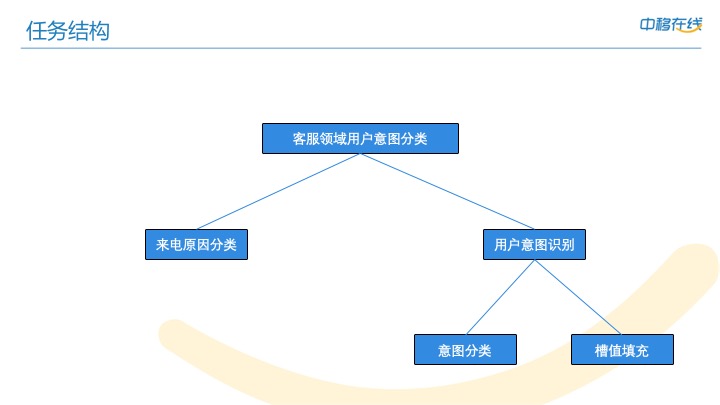 任务结构
中移在线
客服领域用户意图分类
来电原因分类
用户意图识别
意图分类
槽值填充